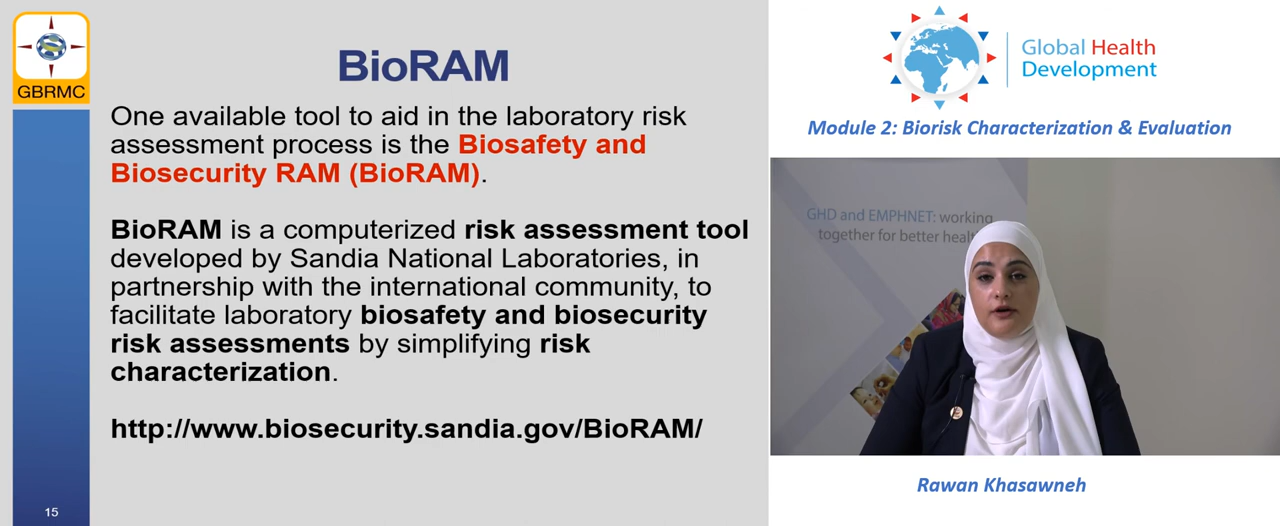 GBRMC
BioRAM
One available tool to aid in the laboratory risk
assessment process is the Biosafety and
Biosecurity RAM (BioRAM).
BioRAM is a computerized risk assessment tool
developed by Sandia National Laboratories, in
partnership with the international community, to
facilitate laboratory biosafety and biosecurity
risk assessments by simplifying risk
characterization.
http://www.biosecurity.sandia.gov/BioRAM/
15
Global Health
Development
Module 2: Biorisk Characterization & Evaluation
GHD and EMPHNET: working
together for better heal
Rawan Khasawneh